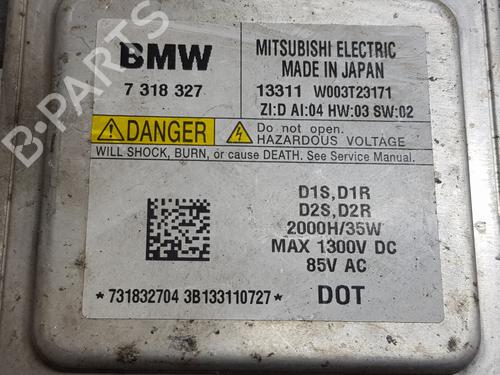 BMW
7 318 327
MITSUBISHI ELECTRIC
MADE IN JAPAN
13311 W003T23171
ZI:D AI:04 HW:03 SW:02
DANGER
Do not open.
HAZARDOUS VOLTAGE
WILL SHOCK, BURN, or cause DEATH. See Service Manual.
D1S,D1R
D2S,D2R
2000H/35W
MAX 1300V DC
85V AC
*731832704 3B133110727*
DOT
B-PARTS